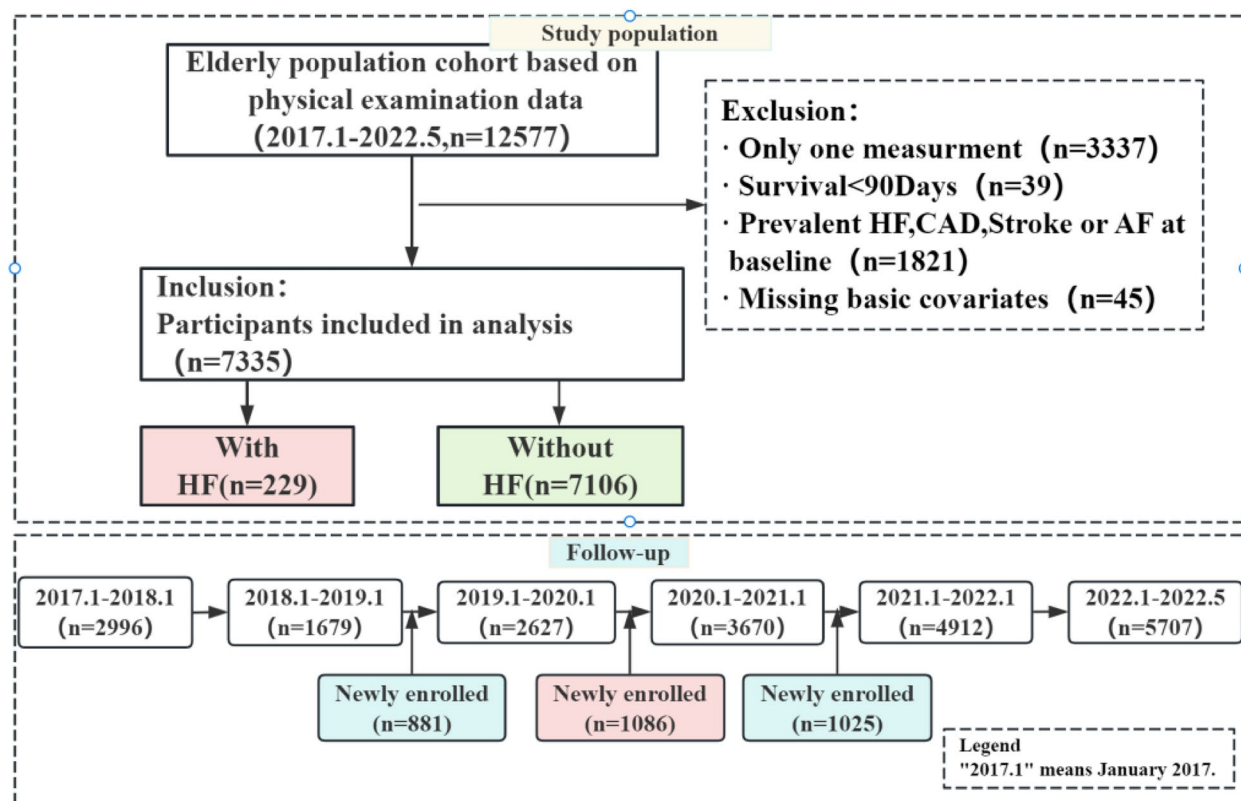 Study population
Elderly population cohort based on
physical examination data
（2017.1-2022.5,n=12577）
Exclusion：
· Only one measurment（n=3337）
· Survival<90Days（n=39）
· Prevalent HF,CAD,Stroke or AF at
baseline（n=1821）
· Missing basic covariates（n=45）
Inclusion：
Participants included in analysis
（n=7335）
With
HF(n=229)
Without
HF(n=7106)
Follow-up
2017.1-2018.1
(n=2996)
2018.1-2019.1
(n=1679)
2019.1-2020.1
(n=2627)
2020.1-2021.1
(n=3670)
2021.1-2022.1
(n=4912)
2022.1-2022.5
(n=5707)
Newly enrolled
(n=881)
Newly enrolled
(n=1086)
Newly enrolled
(n=1025)
Legend
"2017.1" means January 2017.